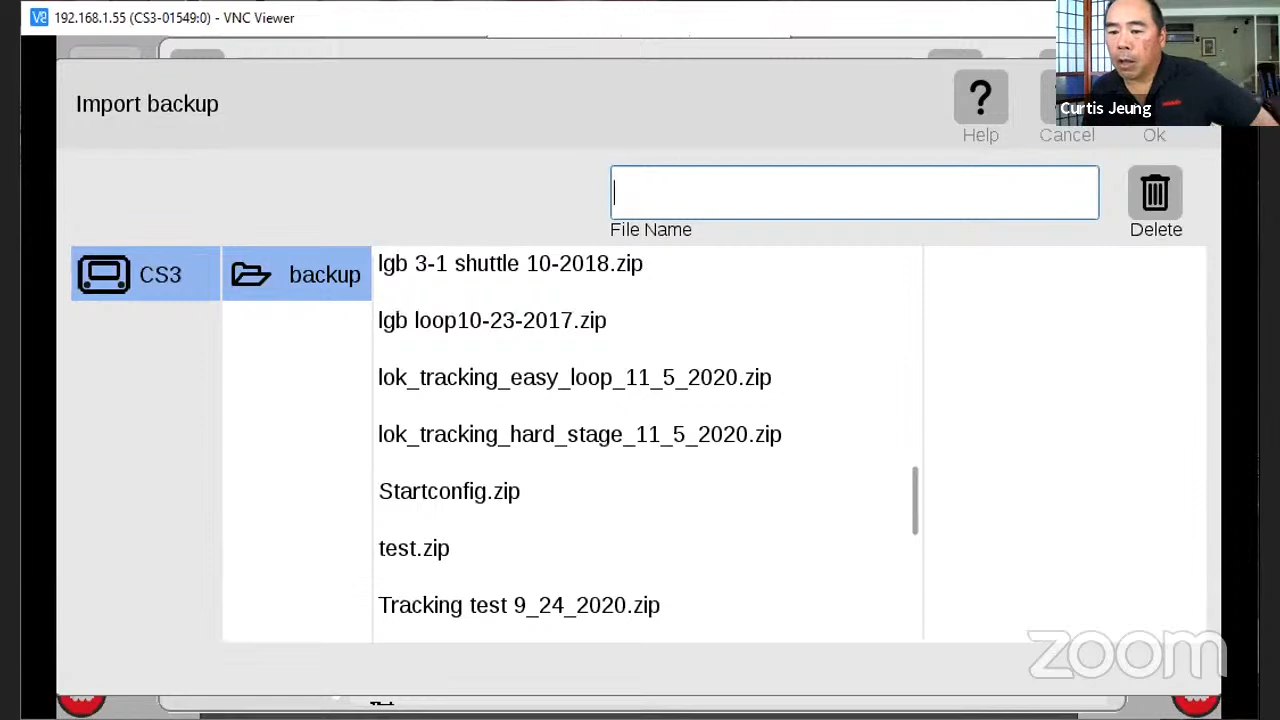 192.168.1.55 (CS3-01549:0) - VNC Viewer
Import backup
Help
Cancel
Ok
Curtis Jeung
File Name
Delete
CS3
backup
lgb 3-1 shuttle 10-2018.zip
lgb loop10-23-2017.zip
lok_tracking_easy_loop_11_5_2020.zip
lok_tracking_hard_stage_11_5_2020.zip
Startconfig.zip
test.zip
Tracking test 9_24_2020.zip
zoom